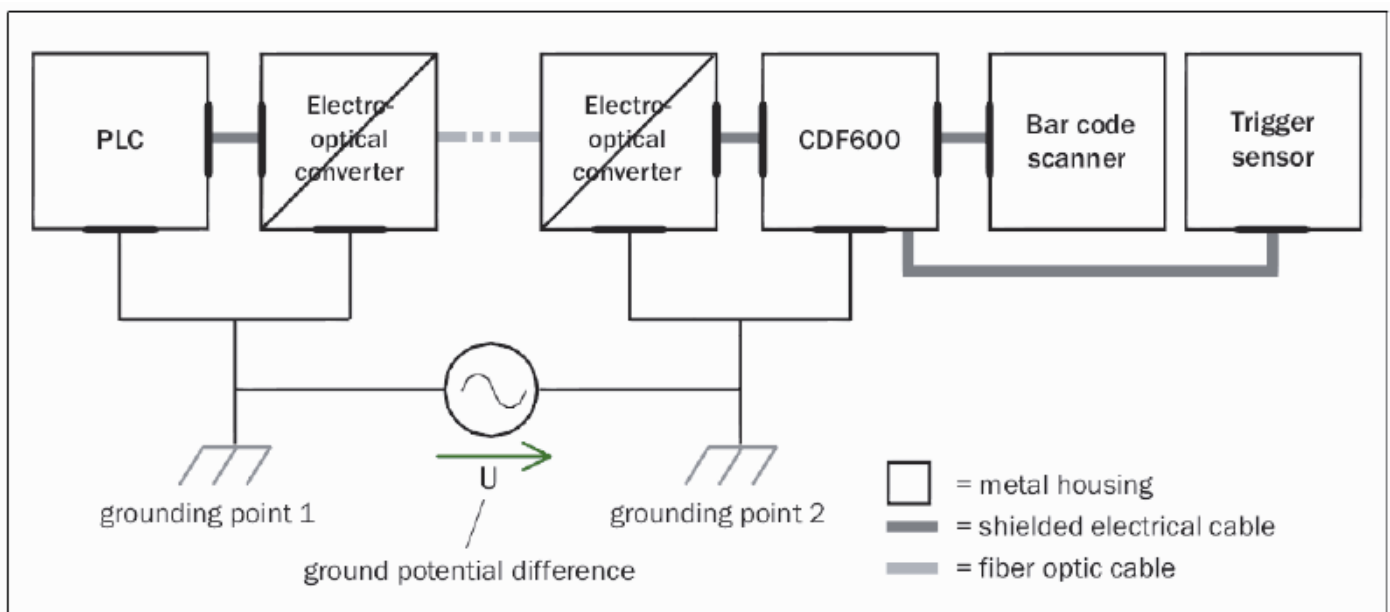 PLC
Electro-
optical
converter
Electro-
optical
converter
CDF600
Bar code
scanner
Trigger
sensor
U
grounding point 1
grounding point 2
ground potential difference
= metal housing
= shielded electrical cable
= fiber optic cable